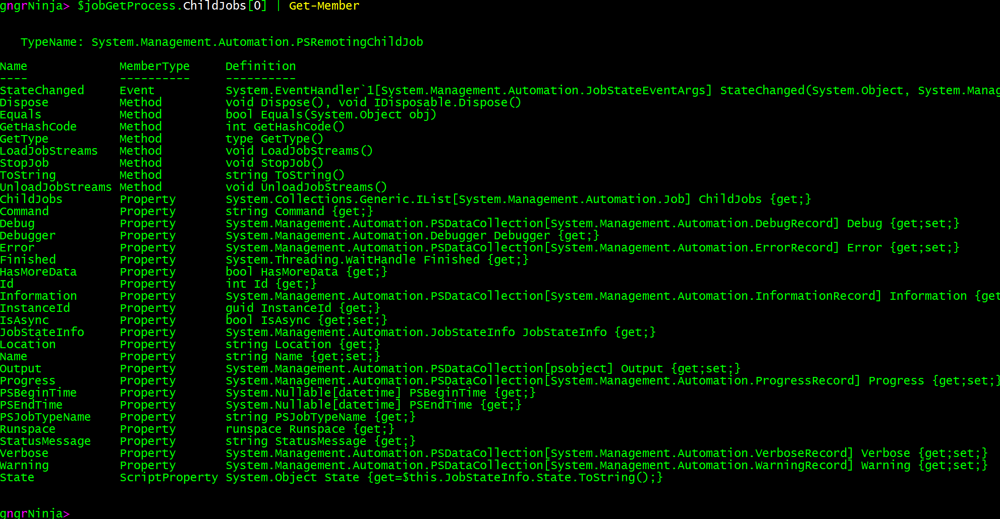 gngrNinja> $jobGetProcess.ChildJobs[0] | Get-Member
TypeName: System.Management.Automation.PSRemotingChildJob
Name MemberType Definition
---- ---------- ----------
StateChanged Event System.EventHandler`1[System.Management.Automation.JobStateEventArgs] StateChanged(System.Object, System.Manag
Dispose Method void Dispose(), void IDisposable.Dispose()
Equals Method bool Equals(System.Object obj)
GetHashCode Method int GetHashCode()
GetType Method type GetType()
LoadJobStreams Method void LoadJobStreams()
StopJob Method void StopJob()
ToString Method string ToString()
UnloadJobStreams Method void UnloadJobStreams()
ChildJobs Property System.Collections.Generic.IList[System.Management.Automation.Job] ChildJobs {get;}
Command Property string Command {get;}
Debug Property System.Management.Automation.PSDataCollection[System.Management.Automation.DebugRecord] Debug {get;set;}
Debugger Property System.Management.Automation.Debugger Debugger {get;}
Error Property System.Management.Automation.PSDataCollection[System.Management.Automation.ErrorRecord] Error {get;set;}
Finished Property System.Threading.WaitHandle Finished {get;}
HasMoreData Property bool HasMoreData {get;}
Id Property int Id {get;}
Information Property System.Management.Automation.PSDataCollection[System.Management.Automation.InformationRecord] Information {get
InstanceId Property guid InstanceId {get;}
IsAsync Property bool IsAsync {get;set;}
JobStateInfo Property System.Management.Automation.JobStateInfo JobStateInfo {get;}
Location Property string Location {get;}
Name Property string Name {get;set;}
Output Property System.Management.Automation.PSDataCollection[psobject] Output {get;set;}
Progress Property System.Management.Automation.PSDataCollection[System.Management.Automation.ProgressRecord] Progress {get;set;}
PSBeginTime Property System.Nullable[datetime] PSBeginTime {get;}
PSEndTime Property System.Nullable[datetime] PSEndTime {get;}
PSJobTypeName Property string PSJobTypeName {get;}
Runspace Property runspace Runspace {get;}
StatusMessage Property string StatusMessage {get;}
Verbose Property System.Management.Automation.PSDataCollection[System.Management.Automation.VerboseRecord] Verbose {get;set;}
Warning Property System.Management.Automation.PSDataCollection[System.Management.Automation.WarningRecord] Warning {get;set;}
State ScriptProperty System.Object State {get=$this.JobStateInfo.State.ToString();}
gngrNinja>